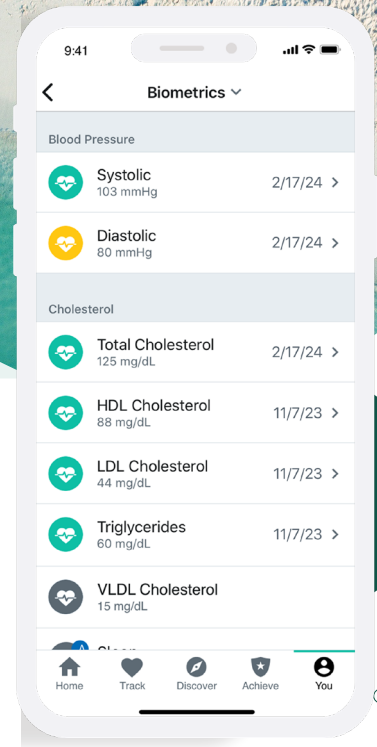 9:41
Biometrics
Blood Pressure
Systolic
103 mmHg
2/17/24
Diastolic
80 mmHg
2/17/24
Cholesterol
Total Cholesterol
125 mg/dL
2/17/24
HDL Cholesterol
88 mg/dL
11/7/23
LDL Cholesterol
44 mg/dL
11/7/23
Triglycerides
60 mg/dL
11/7/23
VLDL Cholesterol
15 mg/dL
Home
Track
Discover
Achieve
You